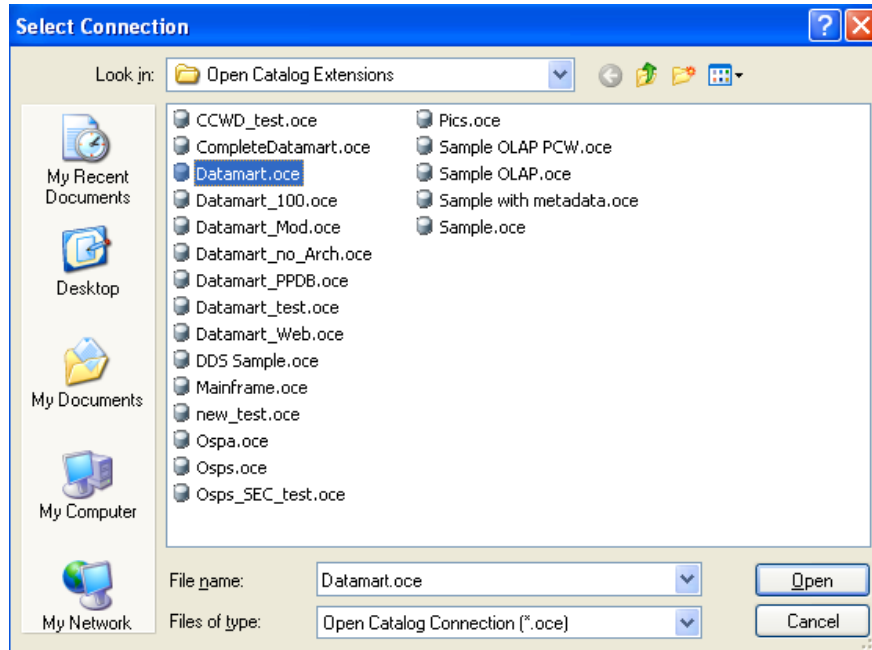 Select Connection
Look in:
Open Catalog Extensions
My Recent
Documents
Desktop
My Documents
My Computer
My Network
CCWD_test.oce
CompleteDatamart.oce
Datamart.oce
Datamart_100.oce
Datamart_Mod.oce
Datamart_no_Arch.oce
Datamart_PPDB.oce
Datamart_test.oce
Datamart_Web.oce
DDS Sample.oce
Mainframe.oce
new_test.oce
Ospa.oce
Osps.oce
Osps_SEC_test.oce
Pics.oce
Sample OLAP PCW.oce
Sample OLAP.oce
Sample with metadata.oce
Sample.oce
File name:
Datamart.oce
Open
Files of type:
Open Catalog Connection (*.oce)
Cancel